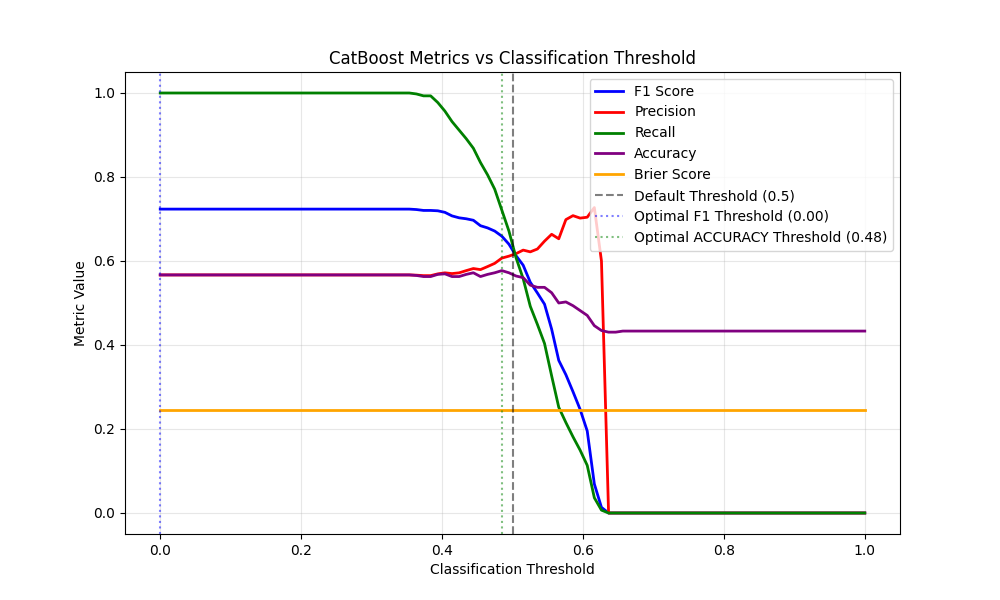 CatBoost Metrics vs Classification Threshold
F1 Score
Precision
Recall
Accuracy
Brier Score
Default Threshold (0.5)
Optimal F1 Threshold (0.00)
Optimal ACCURACY Threshold (0.48)
Metric Value
1.0
0.8
0.6
0.4
0.2
0.0
0.0 0.2 0.4 0.6 0.8 1.0
Classification Threshold